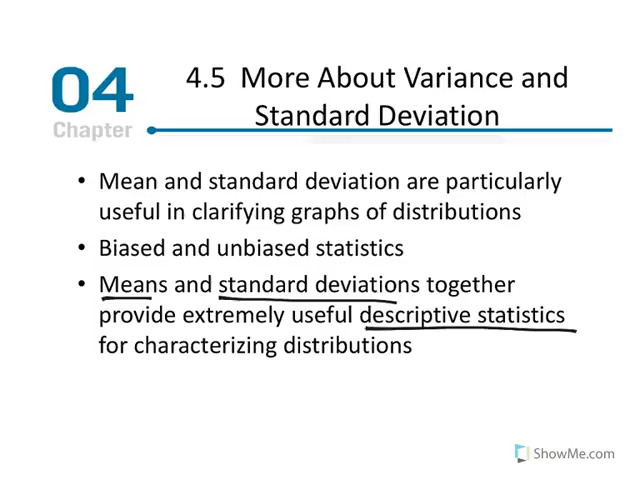 04
Chapter
4.5 More About Variance and
Standard Deviation
• Mean and standard deviation are particularly
useful in clarifying graphs of distributions
• Biased and unbiased statistics
• Means and standard deviations together
provide extremely useful descriptive statistics
for characterizing distributions
ShowMe.com